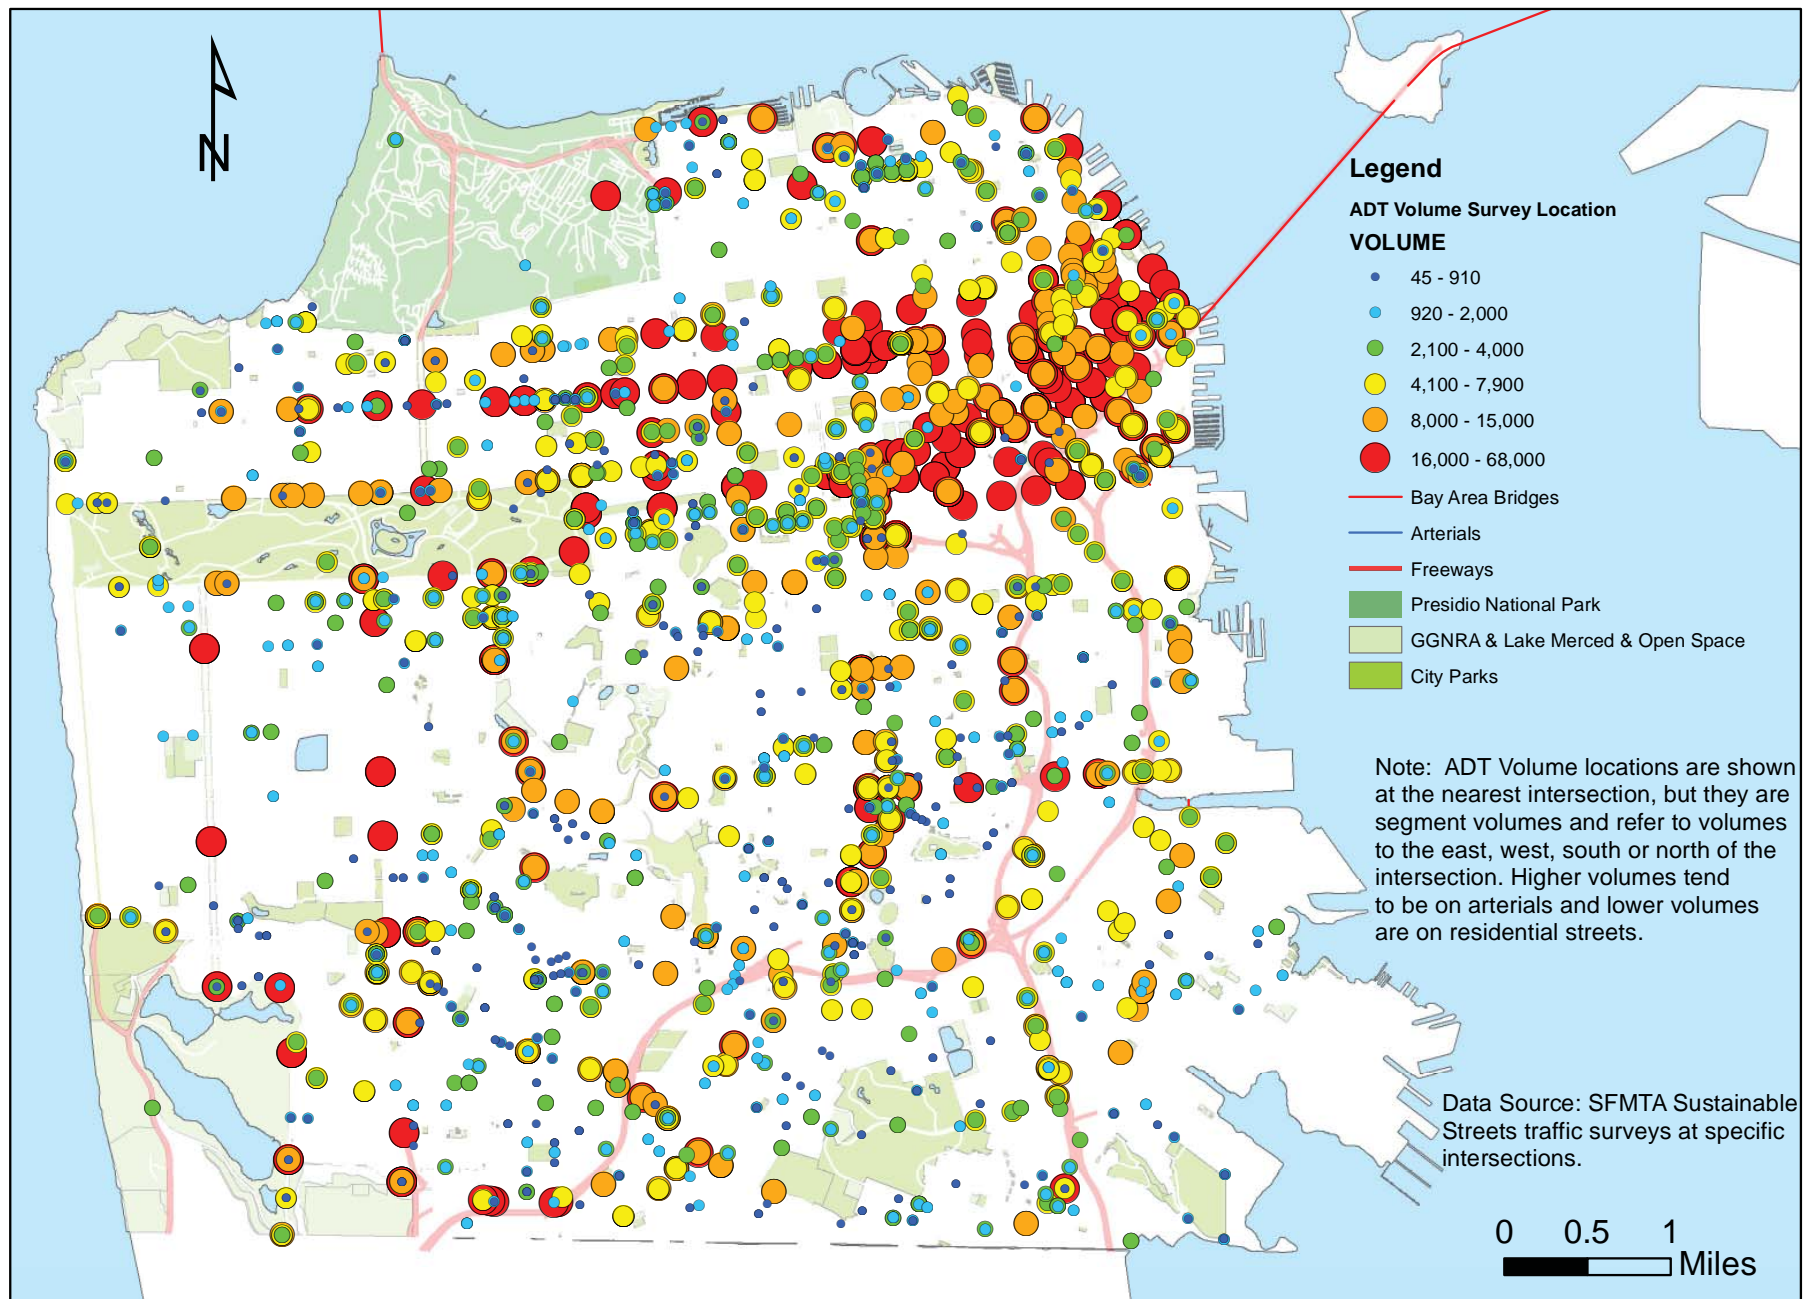 N
Legend
ADT Volume Survey Location
VOLUME
45 - 910
920 - 2,000
2,100 - 4,000
4,100 - 7,900
8,000 - 15,000
16,000 - 68,000
Bay Area Bridges
Arterials
Freeways
Presidio National Park
GGNRA & Lake Merced & Open Space
City Parks
Note: ADT Volume locations are shown
at the nearest intersection, but they are
segment volumes and refer to volumes
to the east, west, south or north of the
intersection. Higher volumes tend
to be on arterials and lower volumes
are on residential streets.
Data Source: SFMTA Sustainable
Streets traffic surveys at specific
intersections.
0 0.5 1
Miles